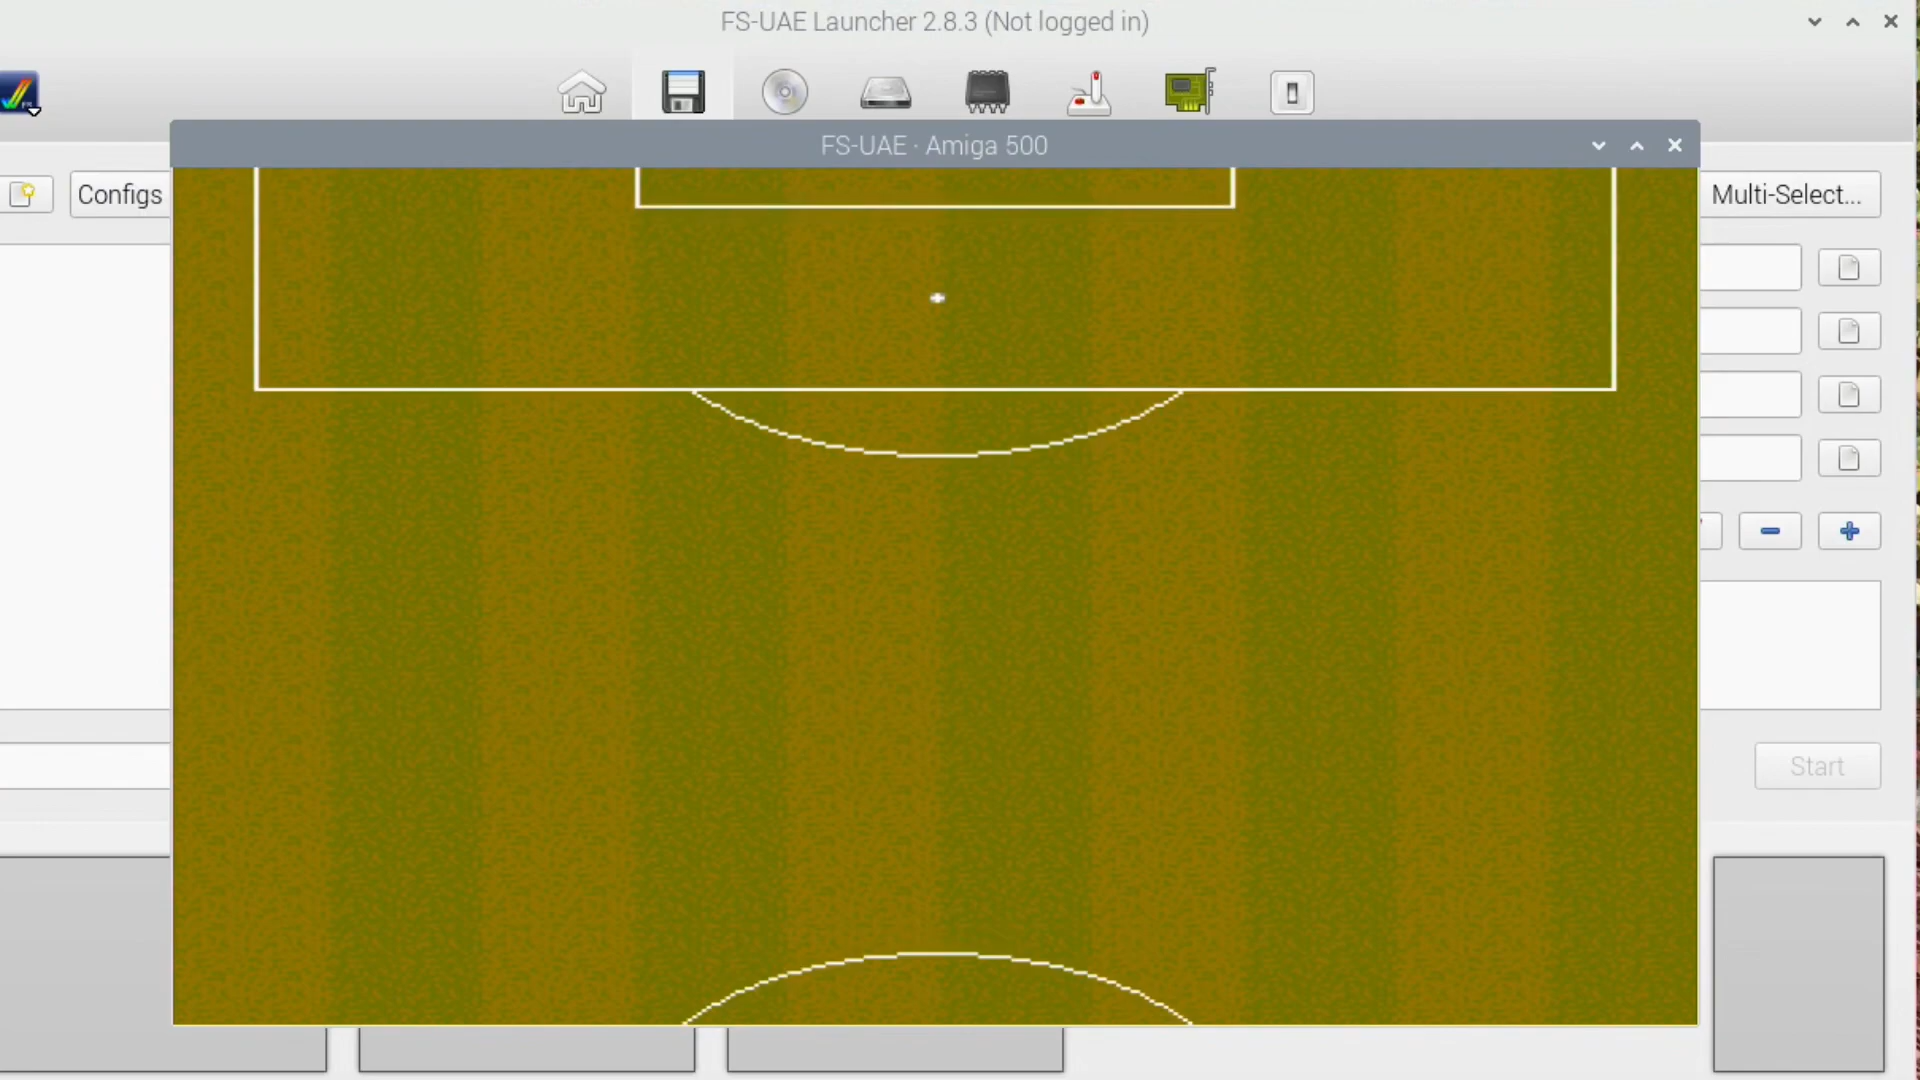 FS-UAE Launcher 2.8.3 (Not logged in)
FS-UAE · Amiga 500
Configs
Multi-Select...
Start